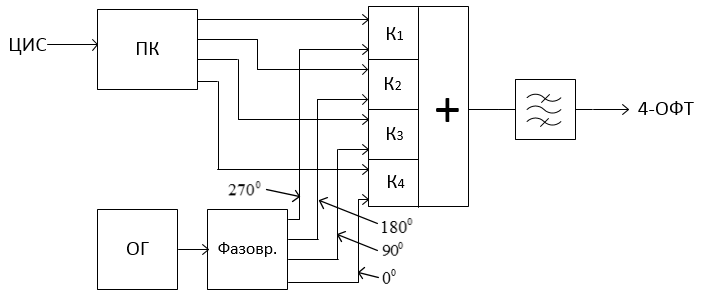 ЦИС
ПК
К1
К2
К3
К4
+
4-ОФТ
270⁰
180⁰
90⁰
0⁰
ОГ
Фазовр.